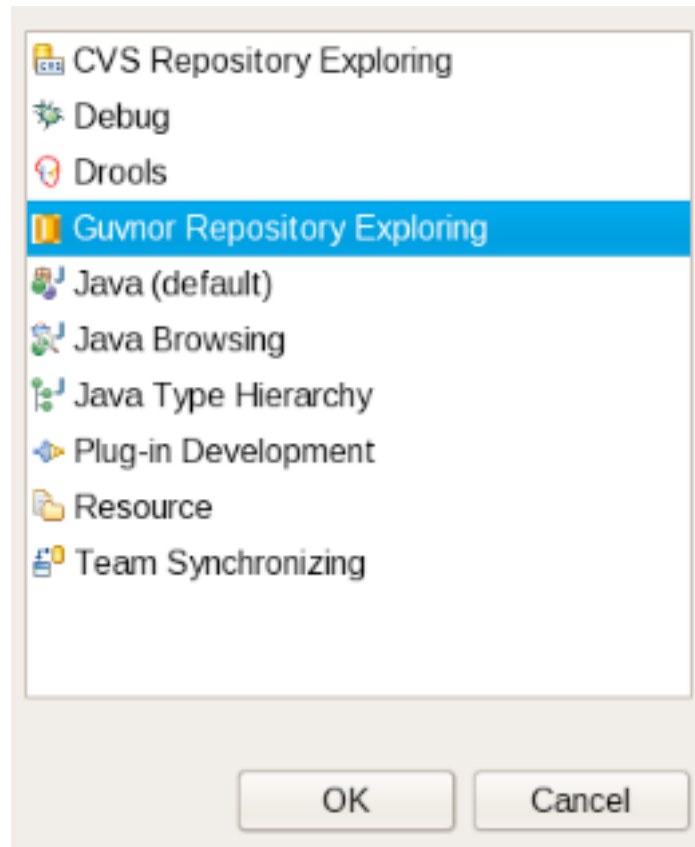 CVS Repository Exploring
Debug
Drools
Guvnor Repository Exploring
Java (default)
Java Browsing
Java Type Hierarchy
Plug-in Development
Resource
Team Synchronizing
OK
Cancel